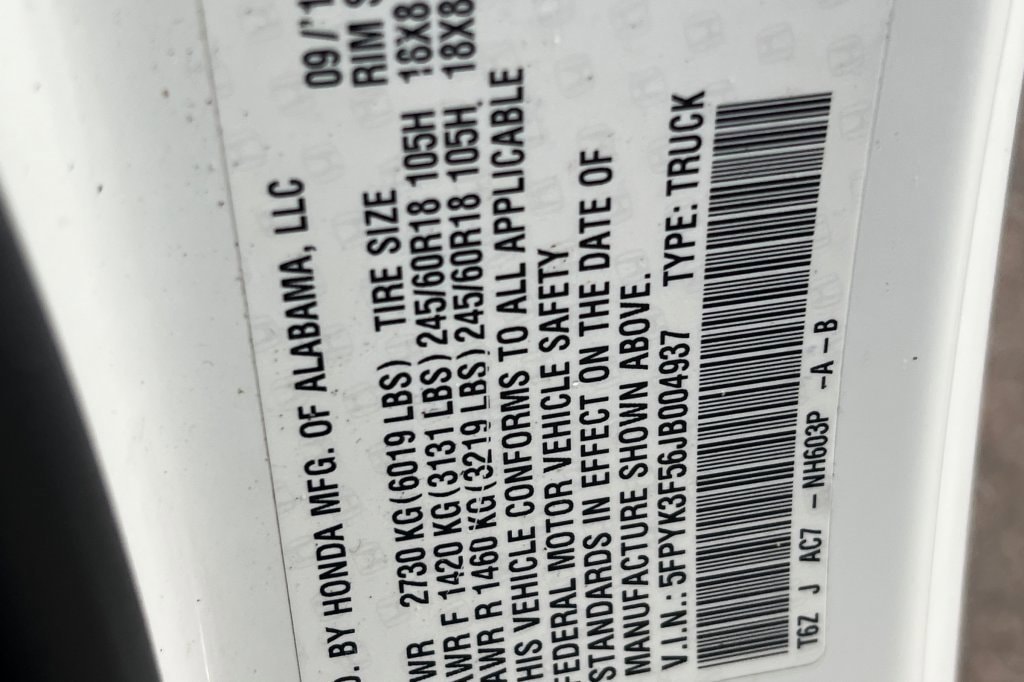 D. BY HONDA MFG. OF ALABAMA, LLC 09/'1
WR 2730 KG(6019 LBS) TIRE SIZE RIM S
AWR F 1420 KG(3131 LBS) 245/60R18 105H 18X8
AWR R 1460 KG(3219 LBS) 245/60R18 105H 18X8
HIS VEHICLE CONFORMS TO ALL APPLICABLE
FEDERAL MOTOR VEHICLE SAFETY
STANDARDS IN EFFECT ON THE DATE OF
MANUFACTURE SHOWN ABOVE.
V.I.N.:5FPYK3F56JB004937 TYPE: TRUCK
T6Z J AC7 -NH603P -A-B